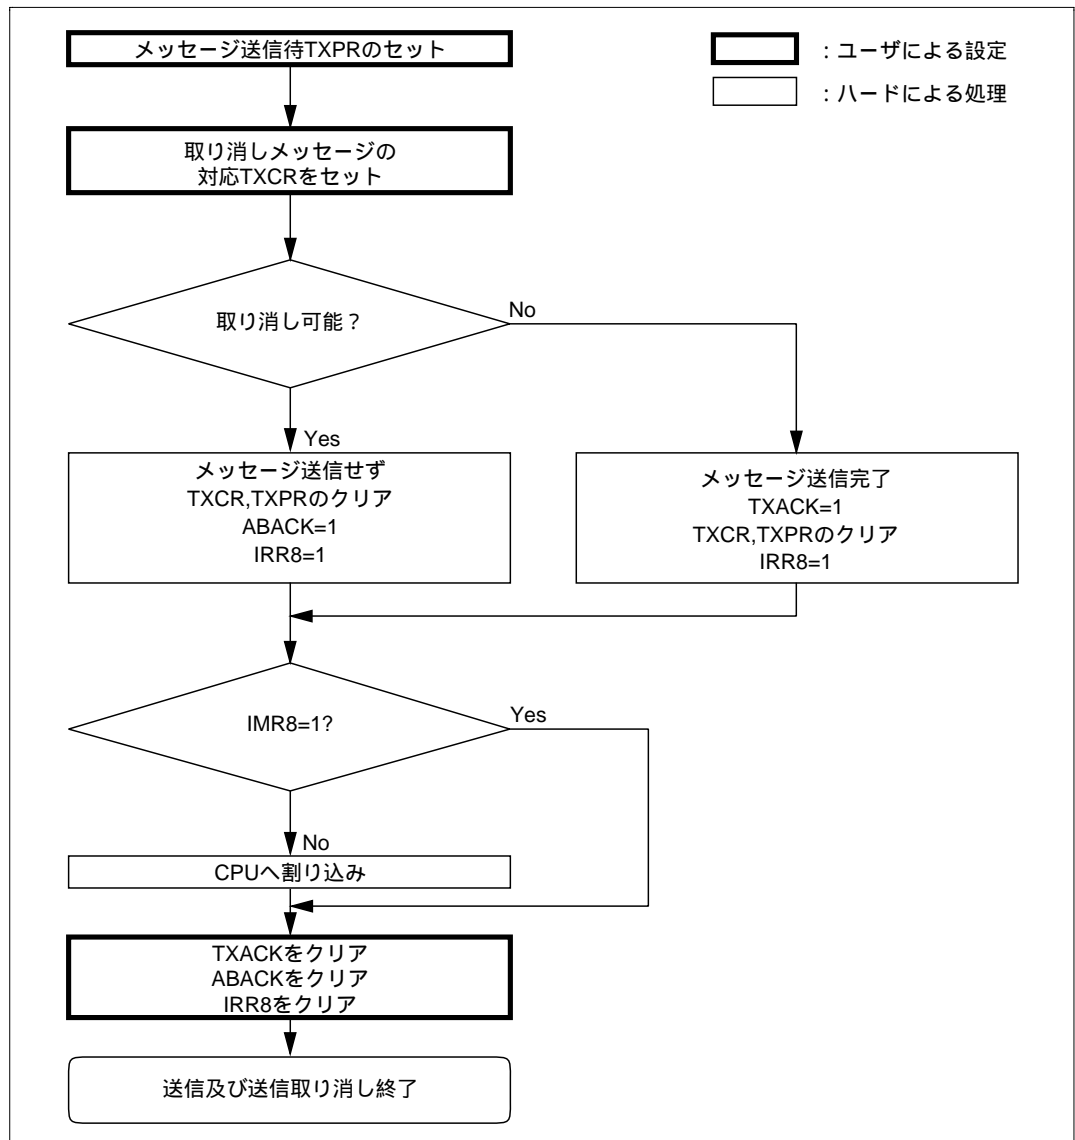 メッセージ送信待TXPRのセット
：ユーザによる設定
：ハードによる処理
取り消しメッセージの
対応TXCRをセット
取り消し可能？
No
Yes
メッセージ送信せず
TXCR,TXPRのクリア
ABACK=1
IRR8=1
メッセージ送信完了
TXACK=1
TXCR,TXPRのクリア
IRR8=1
IMR8=1?
Yes
No
CPUへ割り込み
TXACKをクリア
ABACKをクリア
IRR8をクリア
送信及び送信取り消し終了